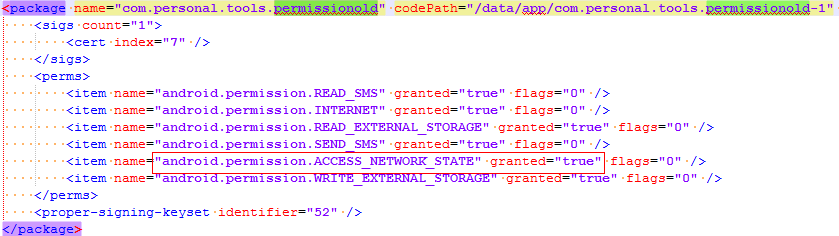 <package name="com.personal.tools.permissionold" codePath="/data/app/com.personal.tools.permissionold-1"
<sigs count="1">
<cert index="7" />
</sigs>
<perms>
<item name="android.permission.READ_SMS" granted="true" flags="0" />
<item name="android.permission.INTERNET" granted="true" flags="0" />
<item name="android.permission.READ_EXTERNAL_STORAGE" granted="true" flags="0" />
<item name="android.permission.SEND_SMS" granted="true" flags="0" />
<item name="android.permission.ACCESS_NETWORK_STATE" granted="true" flags="0" />
<item name="android.permission.WRITE_EXTERNAL_STORAGE" granted="true" flags="0" />
</perms>
<proper-signing-keyset identifier="52" />
</package>